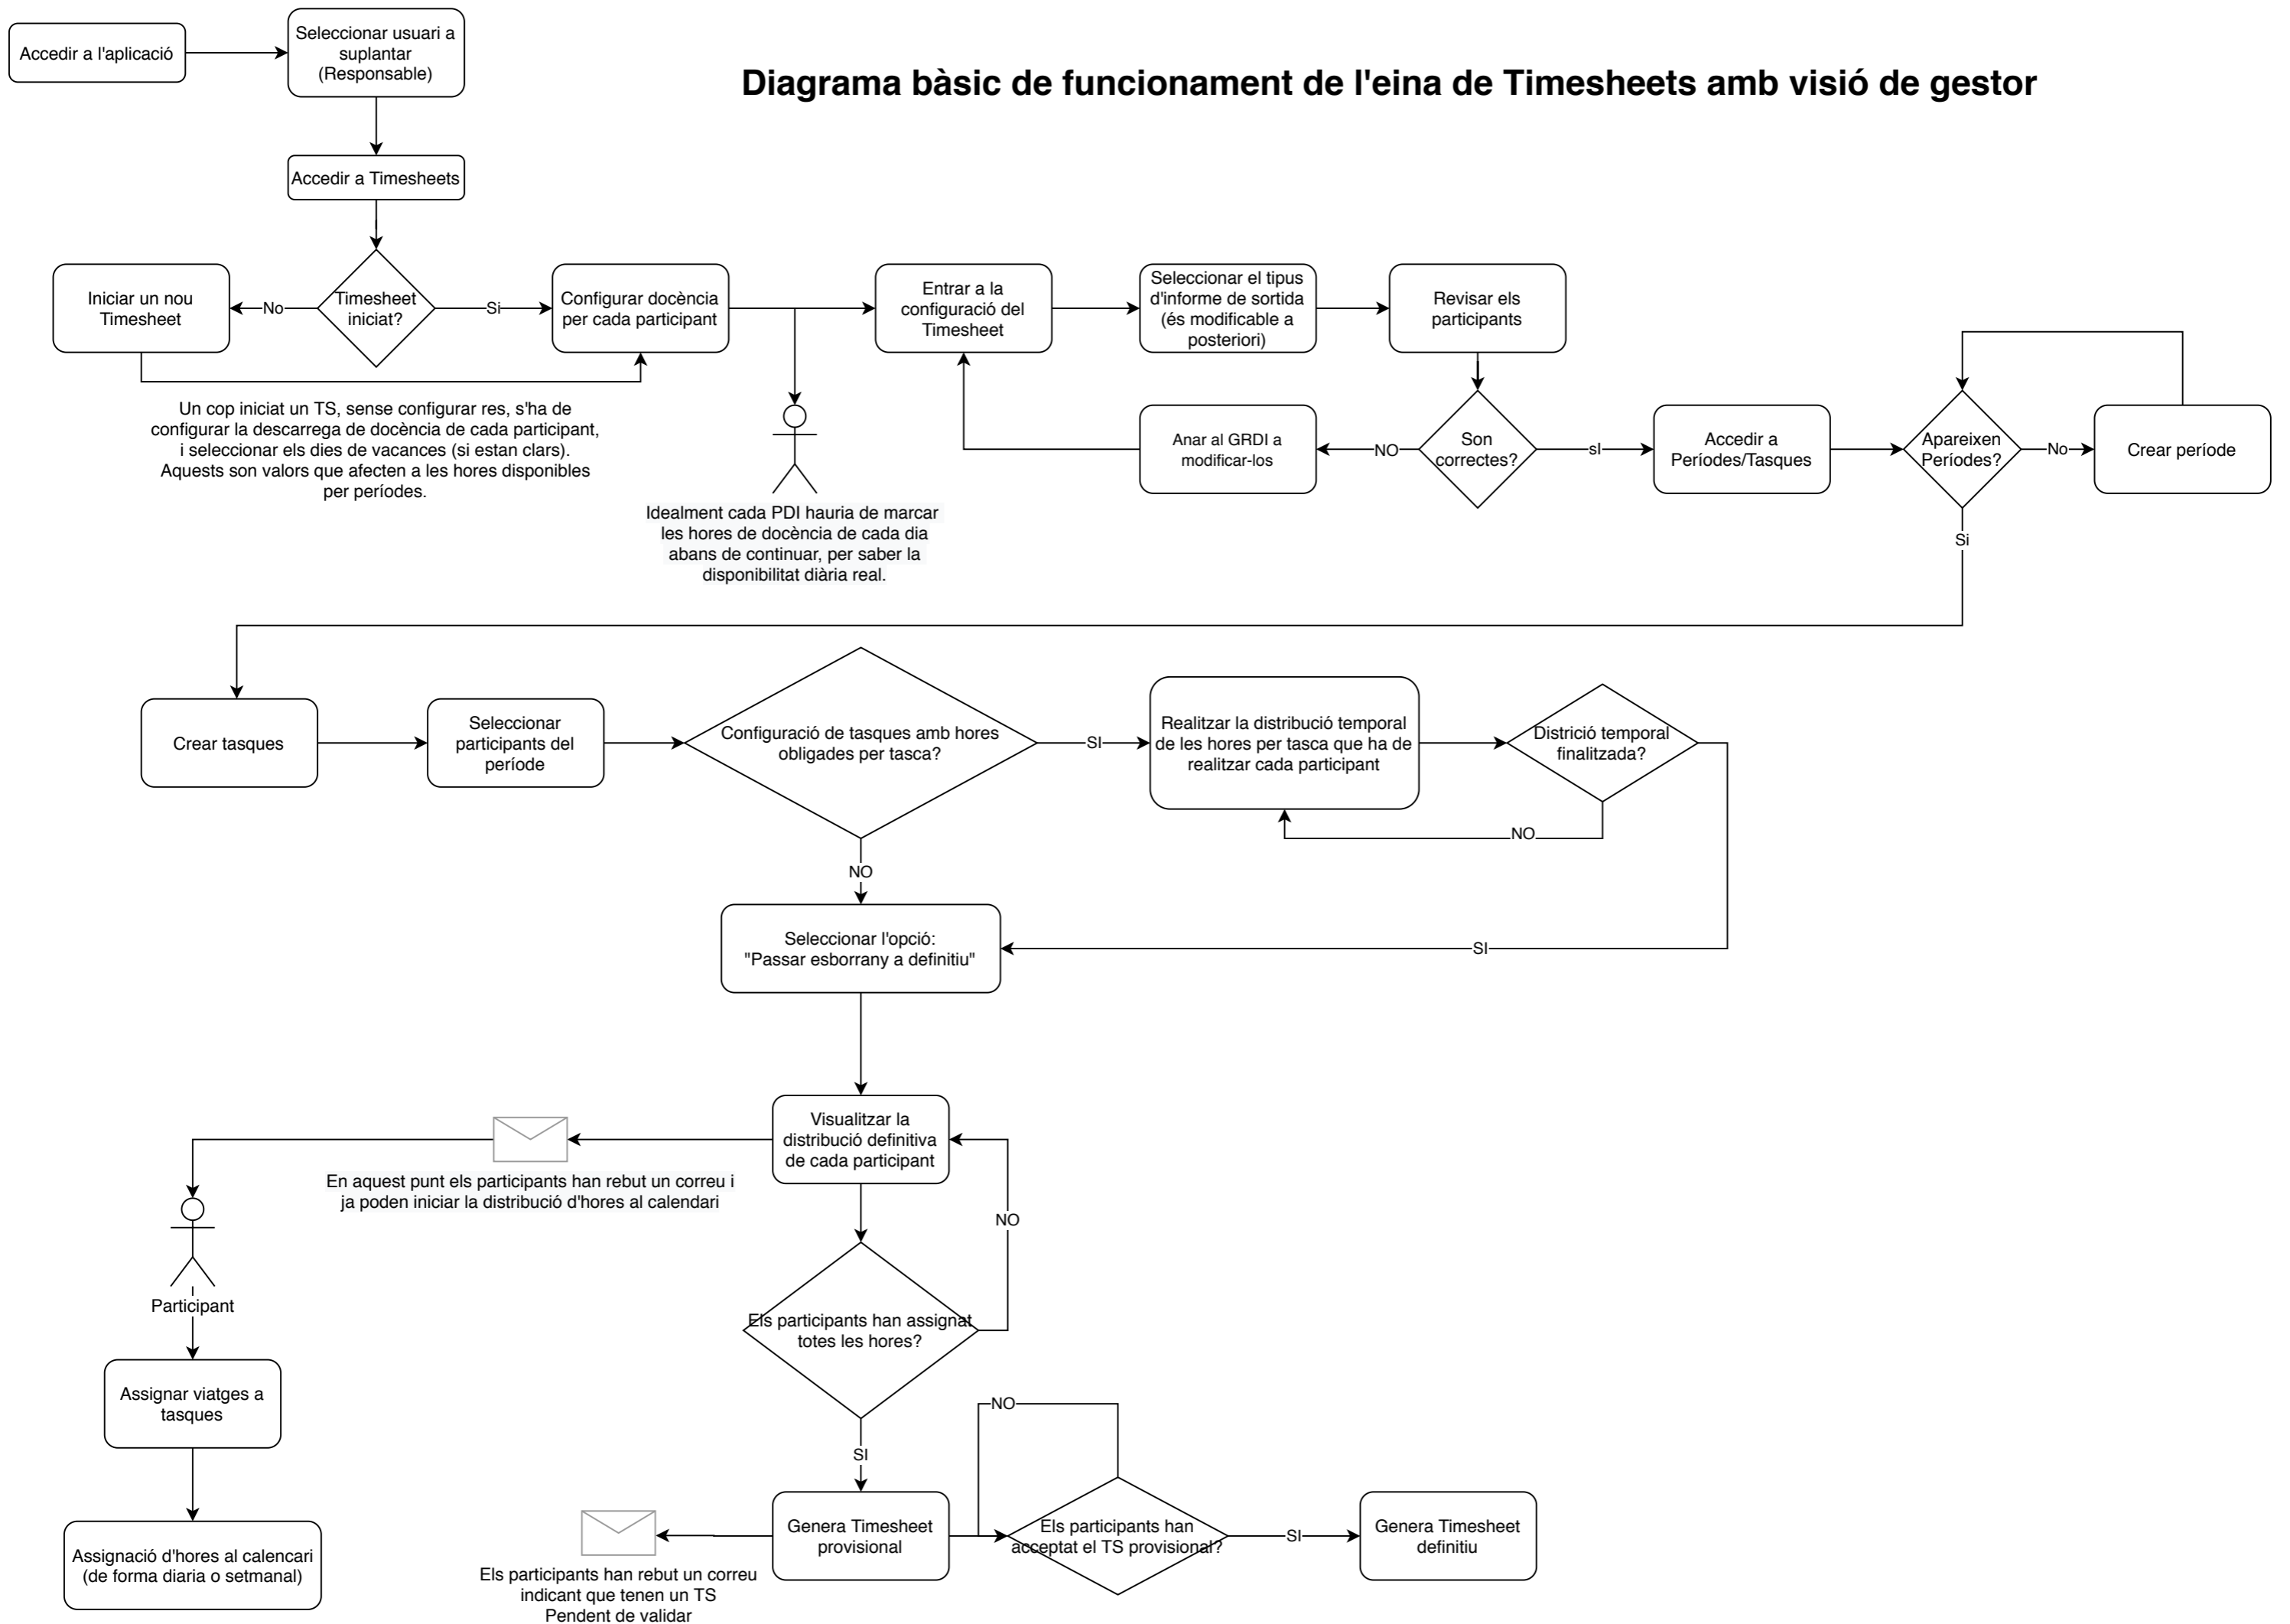 Accedir a l'aplicació
Seleccionar usuari a
suplantar
(Responsable)
Diagrama bàsic de funcionament de l'eina de Timesheets amb visió de gestor
Accedir a Timesheets
Iniciar un nou
Timesheet
No
Timesheet
iniciat?
Si
Configurar docència
per cada participant
Entrar a la
configuració del
Timesheet
Seleccionar el tipus
d'informe de sortida
(és modificable a
posteriori)
Revisar els
participants
Un cop iniciat un TS, sense configurar res, s'ha de
configurar la descarrega de docència de cada participant,
i seleccionar els dies de vacances (si estan clars).
Aquests son valors que afecten a les hores disponibles
per períodes.
Idealment cada PDI hauria de marcar
les hores de docència de cada dia
abans de continuar, per saber la
disponibilitat diària real.
Anar al GRDI a
modificar-los
NO
Son
correctes?
sI
Accedir a
Períodes/Tasques
Apareixen
Períodes?
No
Crear període
Si
Crear tasques
Seleccionar
participants del
període
Configuració de tasques amb hores
obligades per tasca?
SI
Realitzar la distribució temporal
de les hores per tasca que ha de
realitzar cada participant
Districió temporal
finalitzada?
NO
NO
Seleccionar l'opció:
"Passar esborrany a definitiu"
SI
Visualitzar la
distribució definitiva
de cada participant
En aquest punt els participants han rebut un correu i
ja poden iniciar la distribució d'hores al calendari
NO
Participant
Els participants han assignat
totes les hores?
Assignar viatges a
tasques
NO
SI
Assignació d'hores al calencari
(de forma diaria o setmanal)
Genera Timesheet
provisional
Els participants han
acceptat el TS provisional?
SI
Genera Timesheet
definitiu
Els participants han rebut un correu
indicant que tenen un TS
Pendent de validar